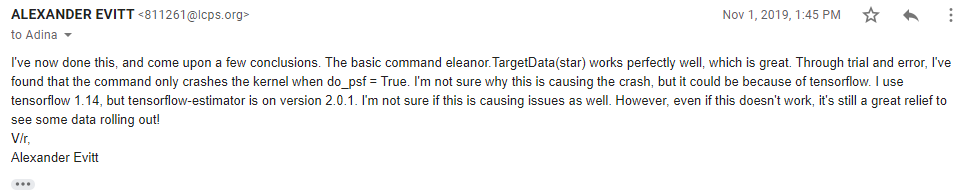 ALEXANDER EVITT <811261@lcps.org> Nov 1, 2019, 1:45 PM
to Adina
I've now done this, and come upon a few conclusions. The basic command eleanor.TargetData(star) works perfectly well, which is great. Through trial and error, I've
found that the command only crashes the kernel when do_psf = True. I'm not sure why this is causing the crash, but it could be because of tensorflow. I use
tensorflow 1.14, but tensorflow-estimator is on version 2.0.1. I'm not sure if this is causing issues as well. However, even if this doesn't work, it's still a great relief to
see some data rolling out!
V/r,
Alexander Evitt